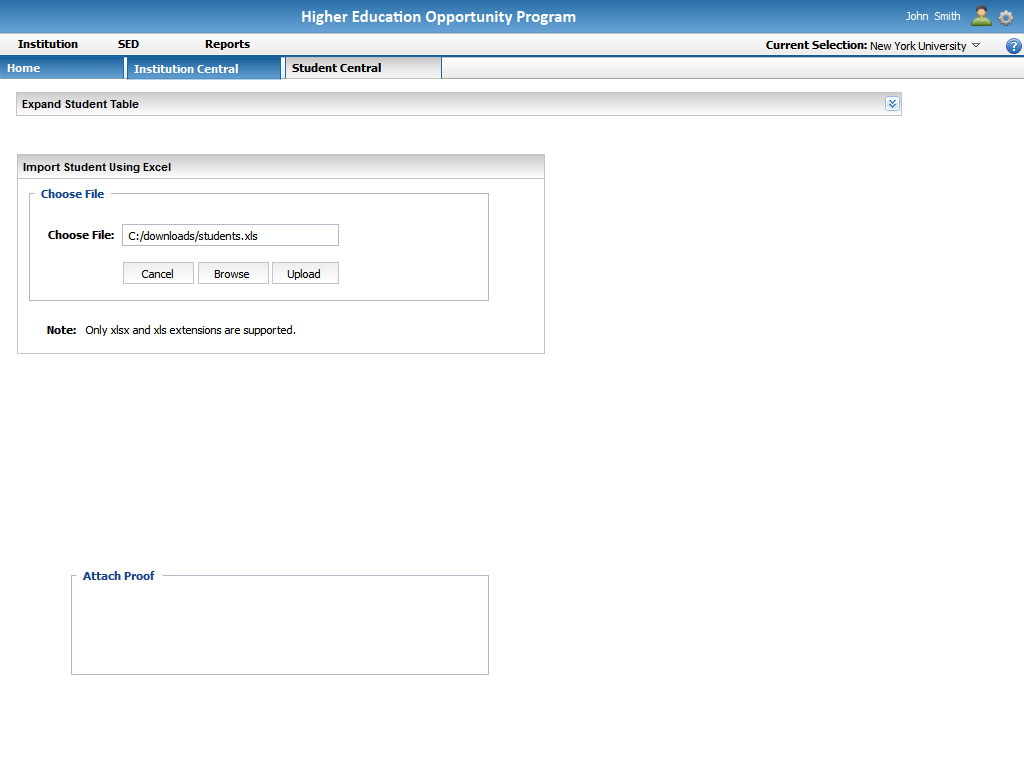 Higher Education Opportunity Program
John Smith
Institution SED Reports Current Selection: New York University ?
Home Institution Central Student Central
Expand Student Table
Import Student Using Excel
Choose File
Choose File: C:/downloads/students.xls
Cancel Browse Upload
Note: Only xlsx and xls extensions are supported.
Attach Proof